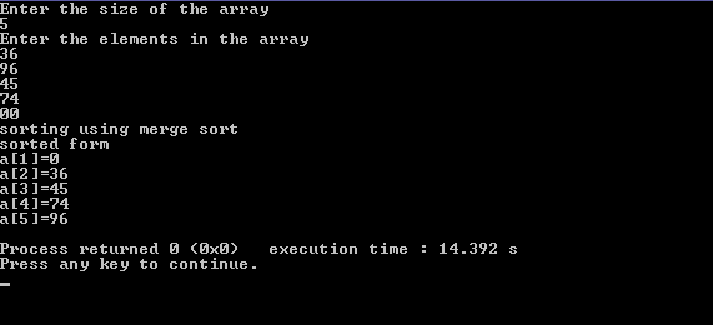 Enter the size of the array
5
Enter the elements in the array
36
96
45
74
00
sorting using merge sort
sorted form
a[1]=0
a[2]=36
a[3]=45
a[4]=74
a[5]=96
Process returned 0 (0x0)   execution time : 14.392 s
Press any key to continue.